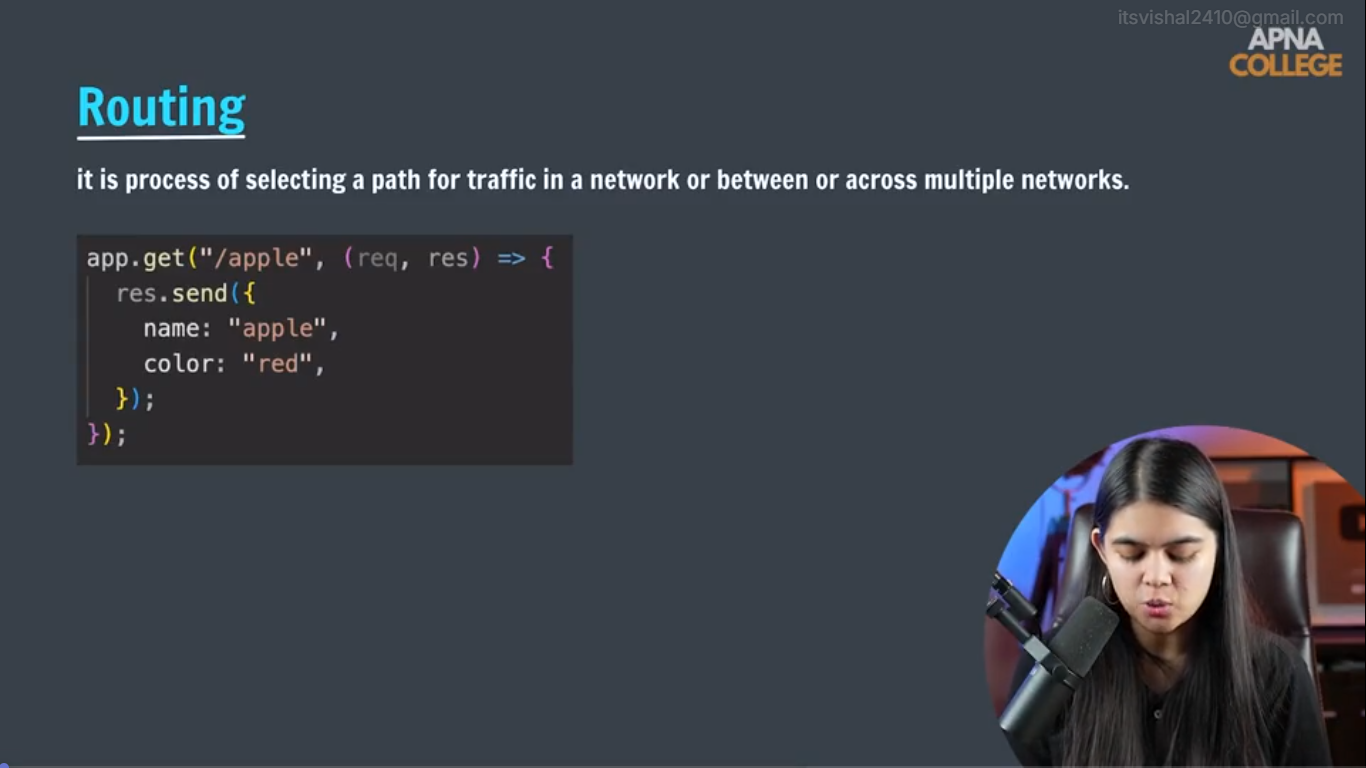 itsvishal2410@gmail.com
APNA
COLLEGE
Routing
it is process of selecting a path for traffic in a network or between or across multiple networks.
app.get("/apple", (req, res) => {
  res.send({
    name: "apple",
    color: "red",
  });
});